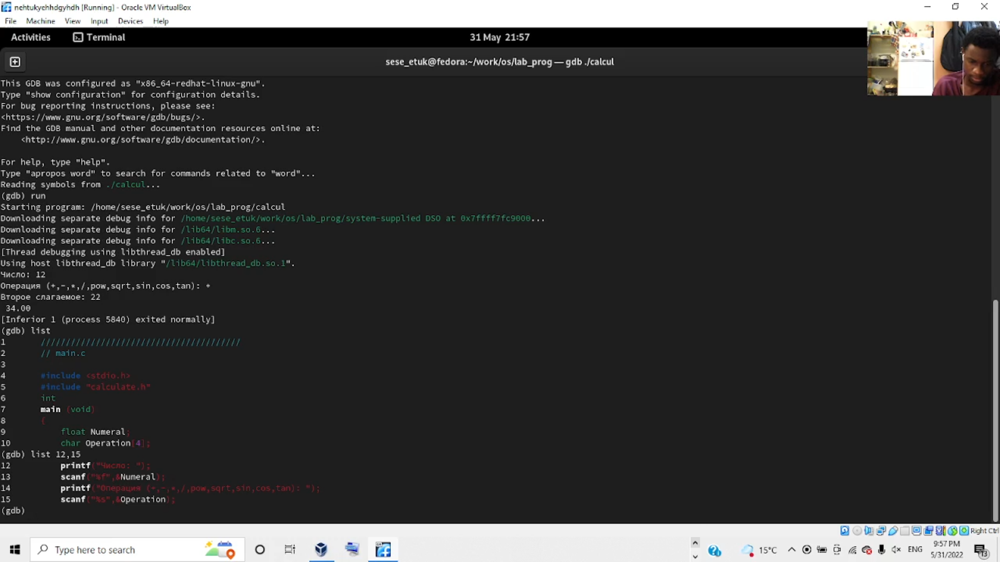 nehtukyehhdgyhdh [Running] - Oracle VM VirtualBox
File Machine View Input Devices Help
Activities Terminal 31 May 21:57
sese_etuk@fedora:~/work/os/lab_prog — gdb ./calcul
This GDB was configured as "x86_64-redhat-linux-gnu".
Type "show configuration" for configuration details.
For bug reporting instructions, please see:
<https://www.gnu.org/software/gdb/bugs/>.
Find the GDB manual and other documentation resources online at:
    <http://www.gnu.org/software/gdb/documentation/>.
For help, type "help".
Type "apropos word" to search for commands related to "word"...
Reading symbols from ./calcul...
(gdb) run
Starting program: /home/sese_etuk/work/os/lab_prog/calcul
Downloading separate debug info for /home/sese_etuk/work/os/lab_prog/system-supplied DSO at 0x7ffff7fc9000...
Downloading separate debug info for /lib64/libm.so.6...
Downloading separate debug info for /lib64/libc.so.6...
[Thread debugging using libthread_db enabled]
Using host libthread_db library "/lib64/libthread_db.so.1".
Число: 12
Операция (+,-,*,/,pow,sqrt,sin,cos,tan): +
Второе слагаемое: 22
 34.00
[Inferior 1 (process 5840) exited normally]
(gdb) list
1       ////////////////////////////////////////
2       // main.c
3
4       #include <stdio.h>
5       #include "calculate.h"
6       int
7       main (void)
8       {
9           float Numeral;
10          char Operation[4];
(gdb) list 12,15
12          printf("Число: ");
13          scanf("%f",&Numeral);
14          printf("Операция (+,-,*,/,pow,sqrt,sin,cos,tan): ");
15          scanf("%s",&Operation);
(gdb)
Right Ctrl
Type here to search
15°C
ENG
9:57 PM
5/31/2022
13